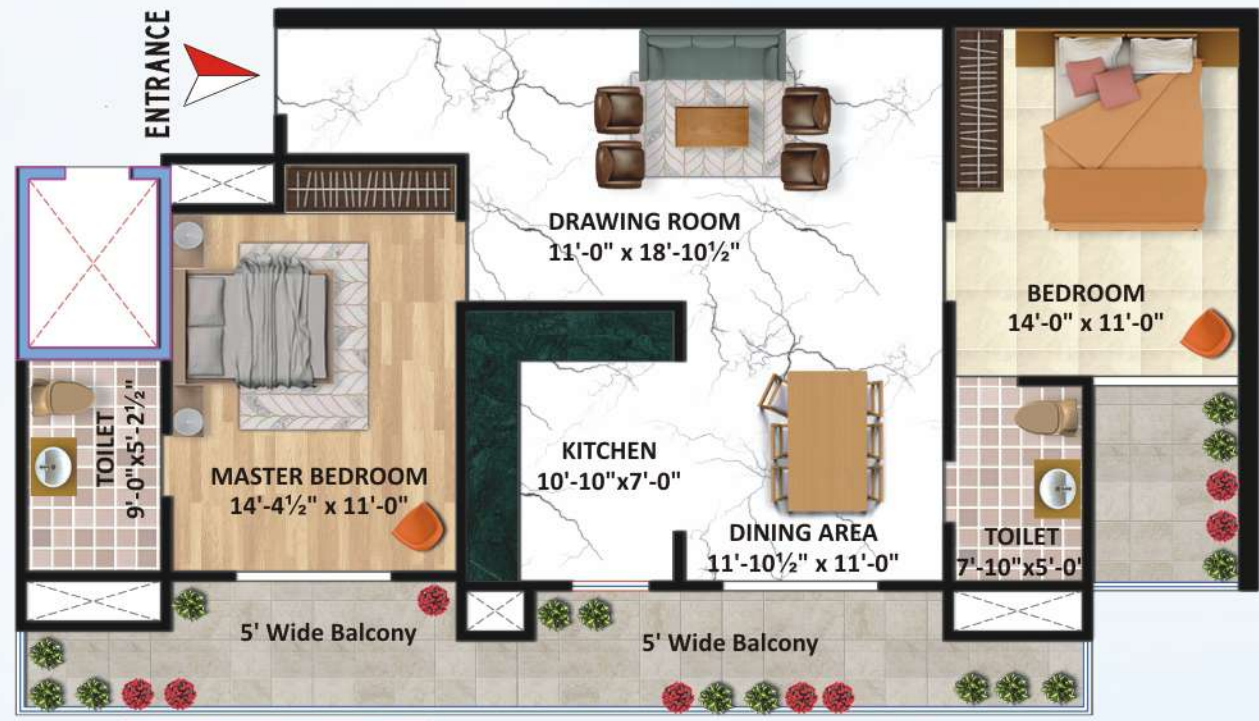 ENTRANCE
DRAWING ROOM
11'-0" x 18'-10½"
BEDROOM
14'-0" x 11'-0"
TOILET
9'-0"x5'-2½"
MASTER BEDROOM
14'-4½" x 11'-0"
KITCHEN
10'-10"x7'-0"
DINING AREA
11'-10½" x 11'-0"
TOILET
7'-10"x5'-0'
5' Wide Balcony
5' Wide Balcony